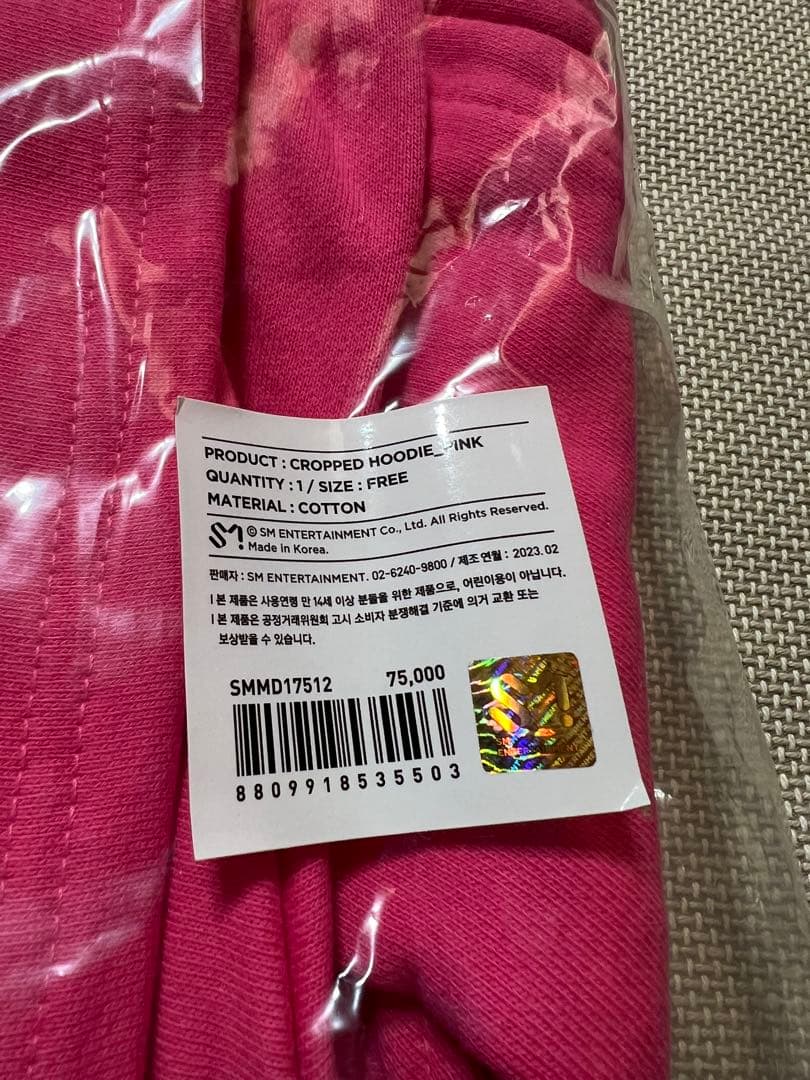 PRODUCT : CROPPED HOODIE_PINK
QUANTITY : 1 / SIZE : FREE
MATERIAL : COTTON
SM! © SM ENTERTAINMENT Co., Ltd. All Rights Reserved.
Made in Korea.
판매자 : SM ENTERTAINMENT. 02-6240-9800 / 제조 연월 : 2023. 02
| 본 제품은 사용연령 만 14세 이상 분들을 위한 제품으로, 어린이용이 아닙니다.
| 본 제품은 공정거래위원회 고시 소비자 분쟁해결 기준에 의거 교환 또는
보상받을 수 있습니다.
SMMD17512 75,000
8809918535503